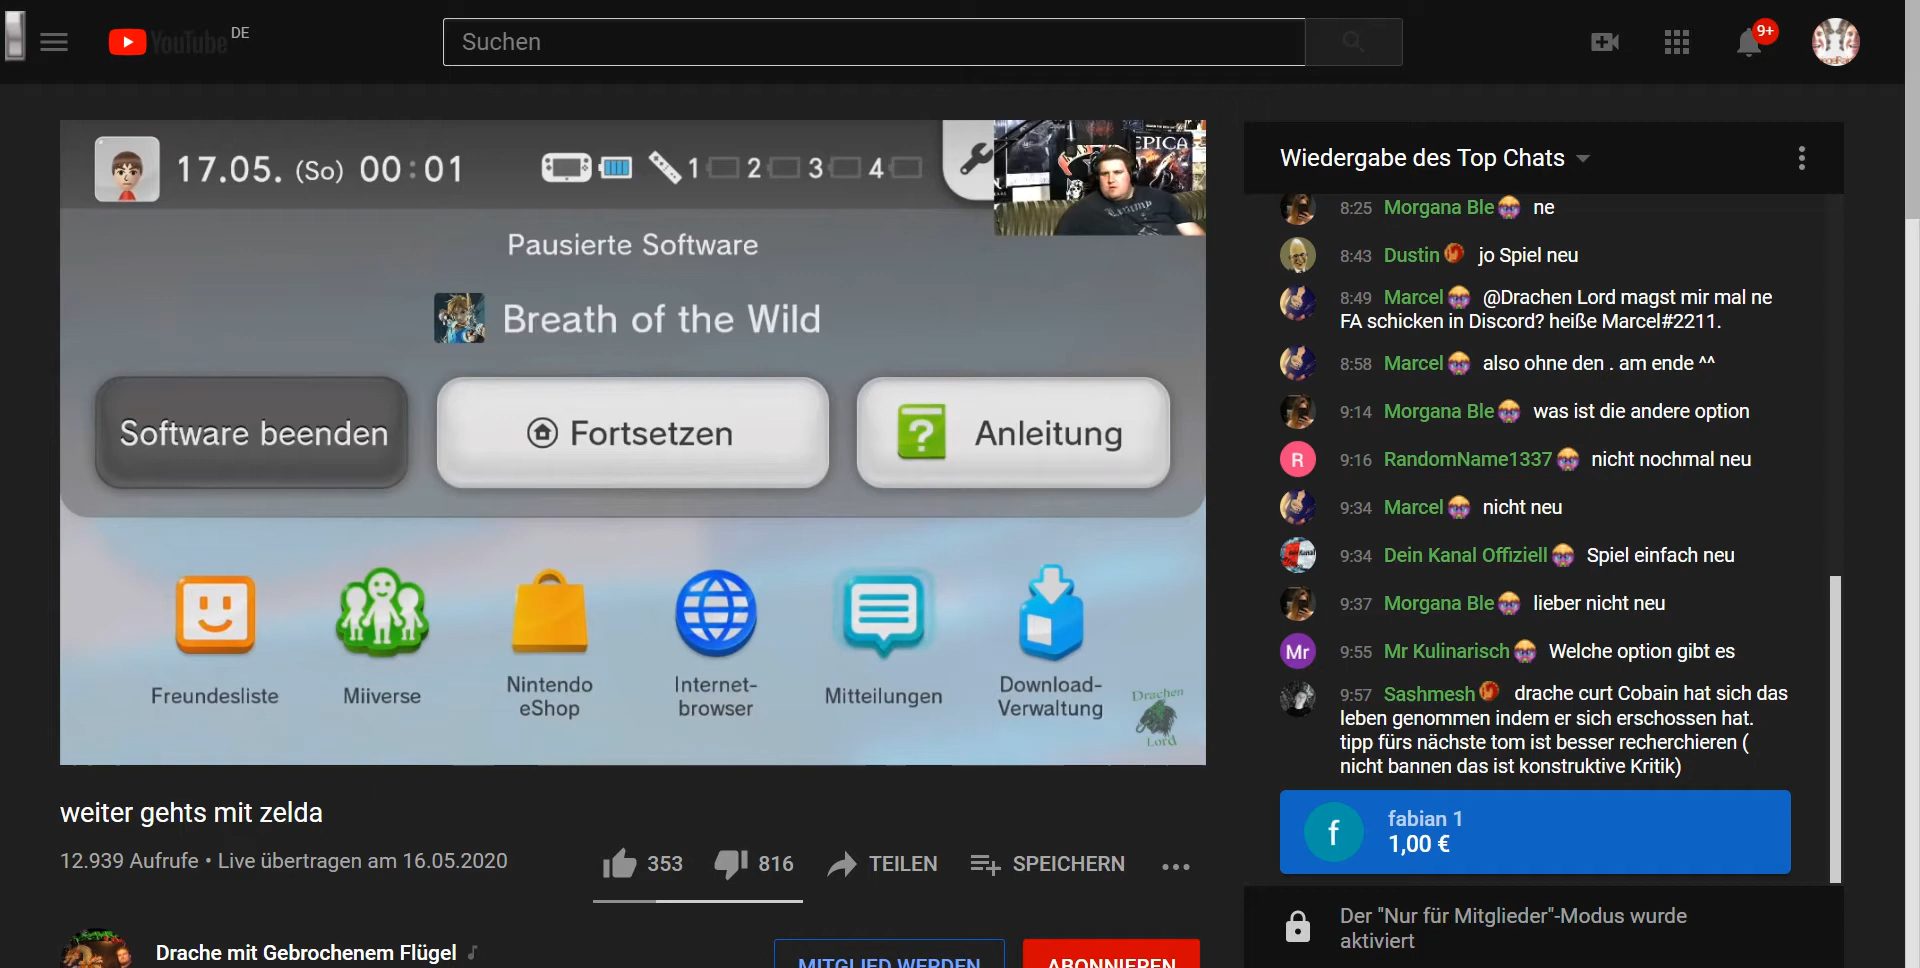 YouTube DE
Suchen
9+
17.05. (So) 00:01
1 2 3 4
EPICA
Pausierte Software
Breath of the Wild
Software beenden
Fortsetzen
? Anleitung
Freundesliste
Miiverse
Nintendo
eShop
Internet-
browser
Mitteilungen
Download-
Verwaltung
Drachen
Lord
weiter gehts mit zelda
12.939 Aufrufe • Live übertragen am 16.05.2020
353
816
TEILEN
SPEICHERN
Drache mit Gebrochenem Flügel
MITGLIED WERDEN
ABONNIEREN
Wiedergabe des Top Chats
8:25 Morgana Ble ne
8:43 Dustin jo Spiel neu
8:49 Marcel @Drachen Lord magst mir mal ne
FA schicken in Discord? heiße Marcel#2211.
8:58 Marcel also ohne den . am ende ^^
9:14 Morgana Ble was ist die andere option
R 9:16 RandomName1337 nicht nochmal neu
9:34 Marcel nicht neu
9:34 Dein Kanal Offiziell Spiel einfach neu
9:37 Morgana Ble lieber nicht neu
Mr 9:55 Mr Kulinarisch Welche option gibt es
9:57 Sashmesh drache curt Cobain hat sich das
leben genommen indem er sich erschossen hat.
tipp fürs nächste tom ist besser recherchieren (
nicht bannen das ist konstruktive Kritik)
f fabian 1
1,00 €
Der "Nur für Mitglieder"-Modus wurde
aktiviert